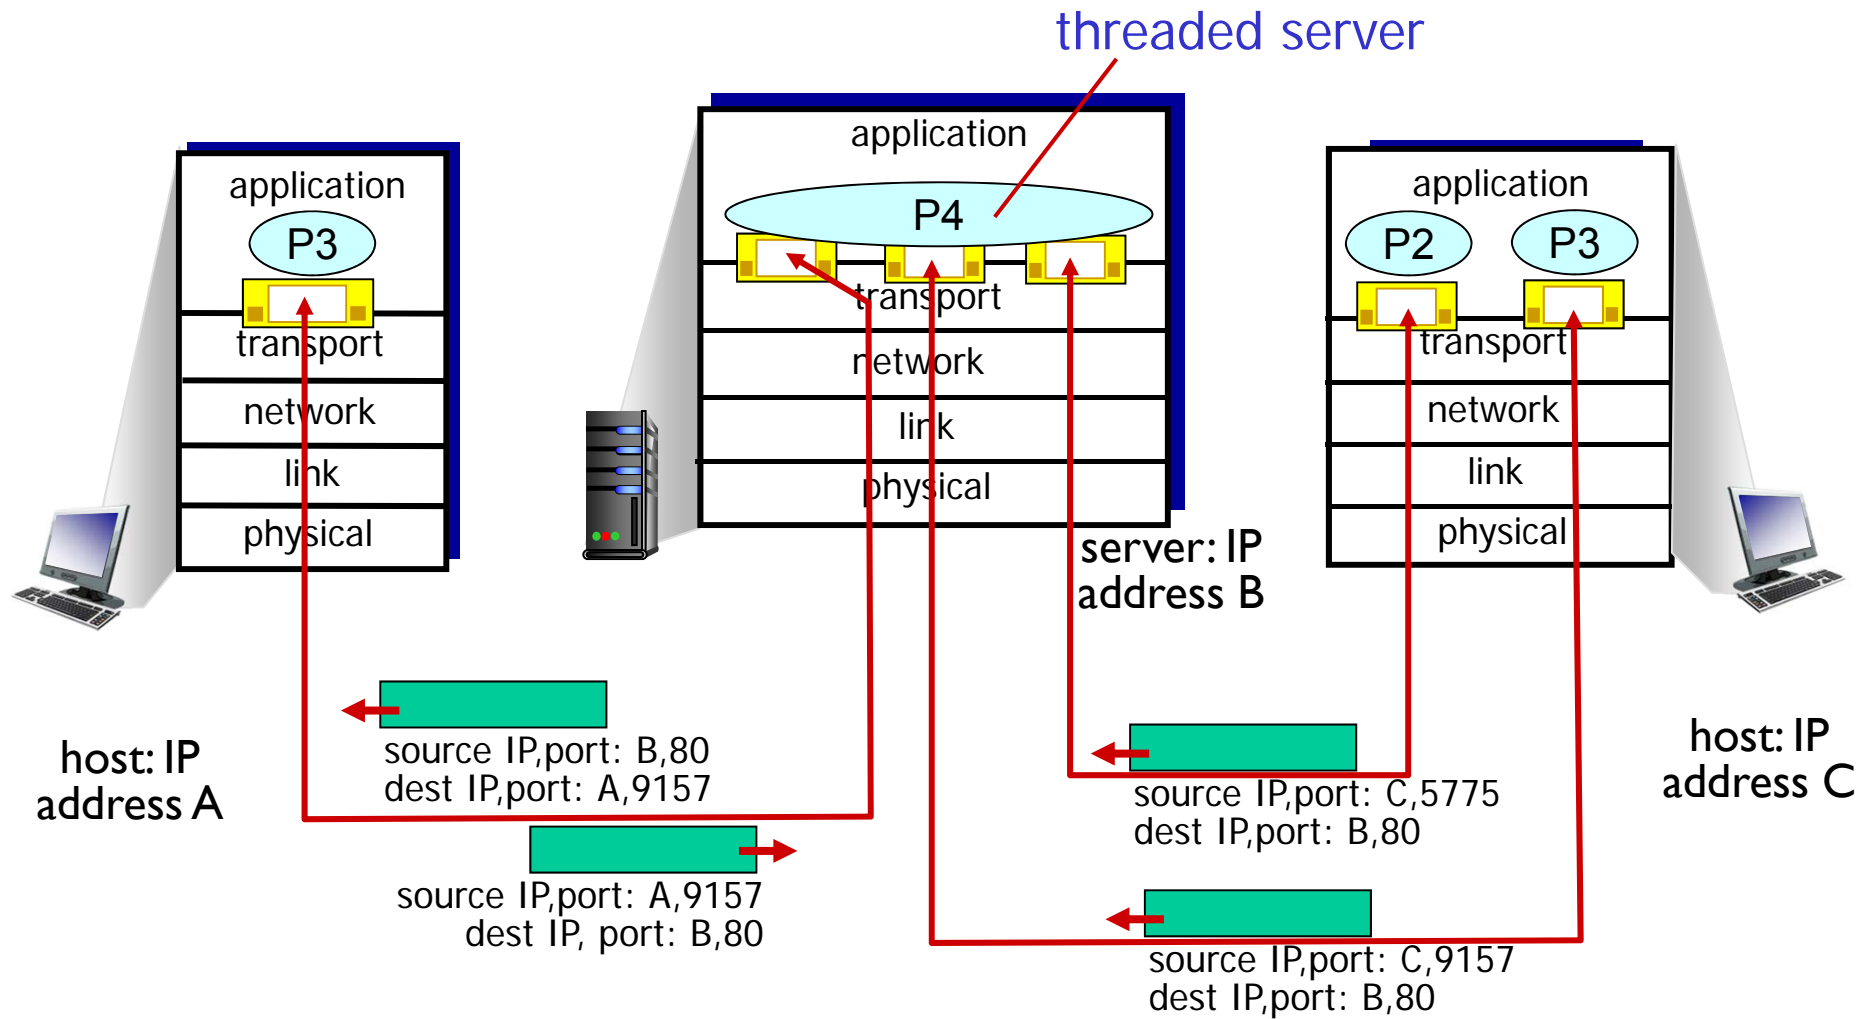 threaded server
application
P3
transport
network
link
physical
application
P4
transport
network
link
physical
application
P2
P3
transport
network
link
physical
server: IP
address B
host: IP
address A
source IP,port: B,80
dest IP,port: A,9157
source IP,port: A,9157
dest IP, port: B,80
source IP,port: C,5775
dest IP,port: B,80
source IP,port: C,9157
dest IP,port: B,80
host: IP
address C